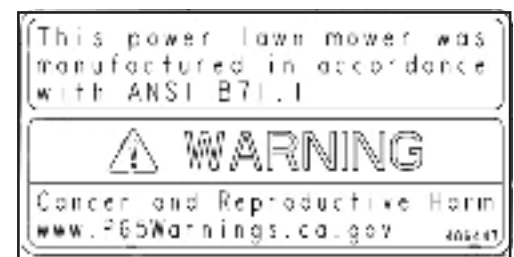 This power lawn mower was
manufactured in accordance
with ANSI B71.1
WARNING
Cancer and Reproductive Harm
www.P65Warnings.ca.gov